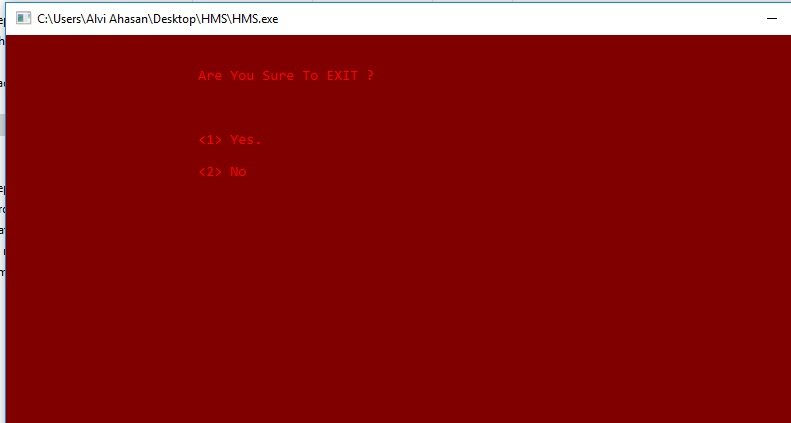 C:\Users\Alvi Ahasan\Desktop\HMS\HMS.exe
Are You Sure To EXIT ?
<1> Yes.
<2> No